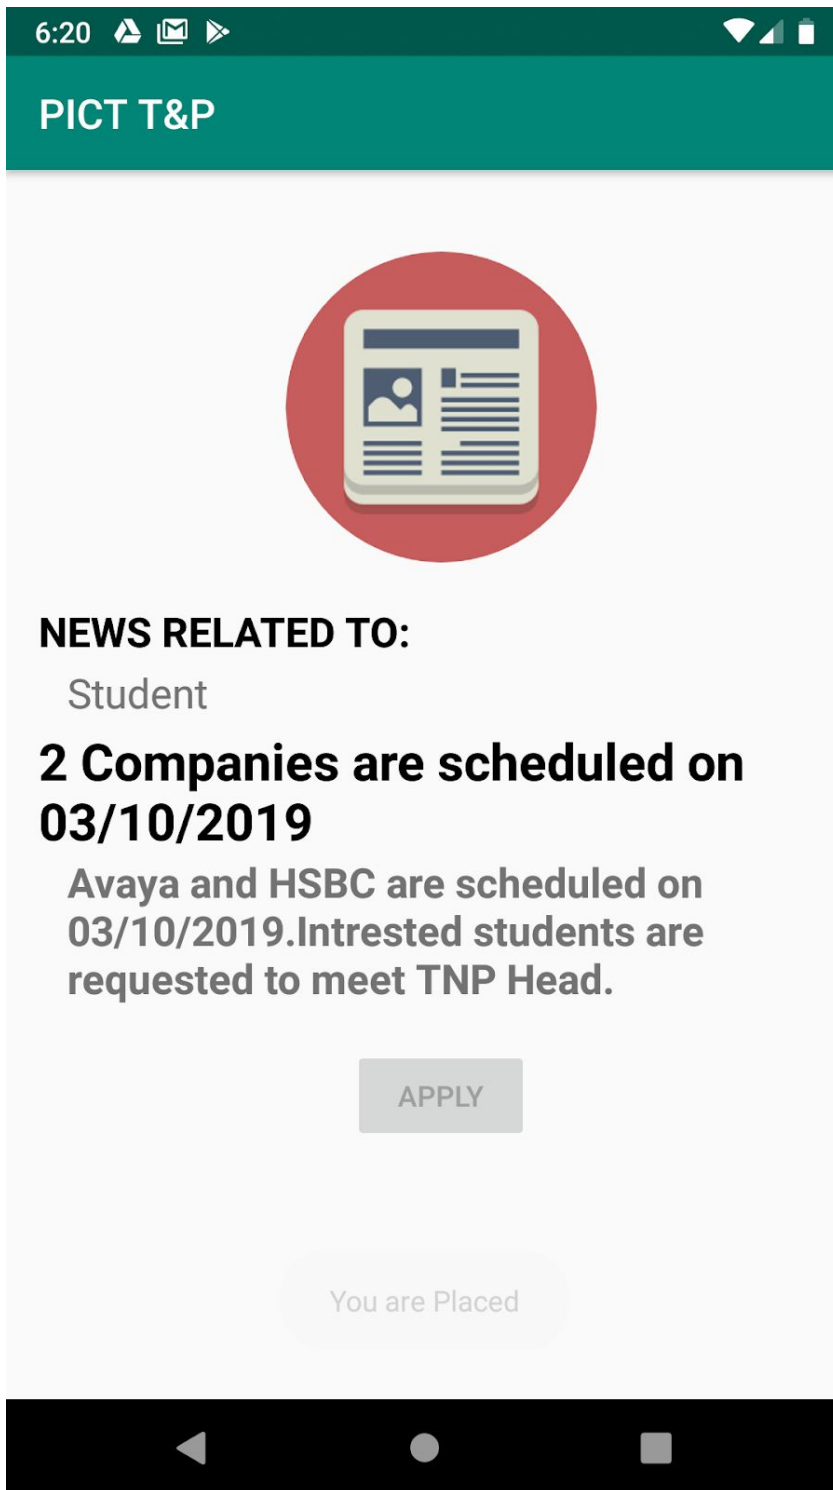 6:20
PICT T&P
NEWS RELATED TO:
Student
2 Companies are scheduled on
03/10/2019
Avaya and HSBC are scheduled on
03/10/2019.Intrested students are
requested to meet TNP Head.
APPLY
You are Placed